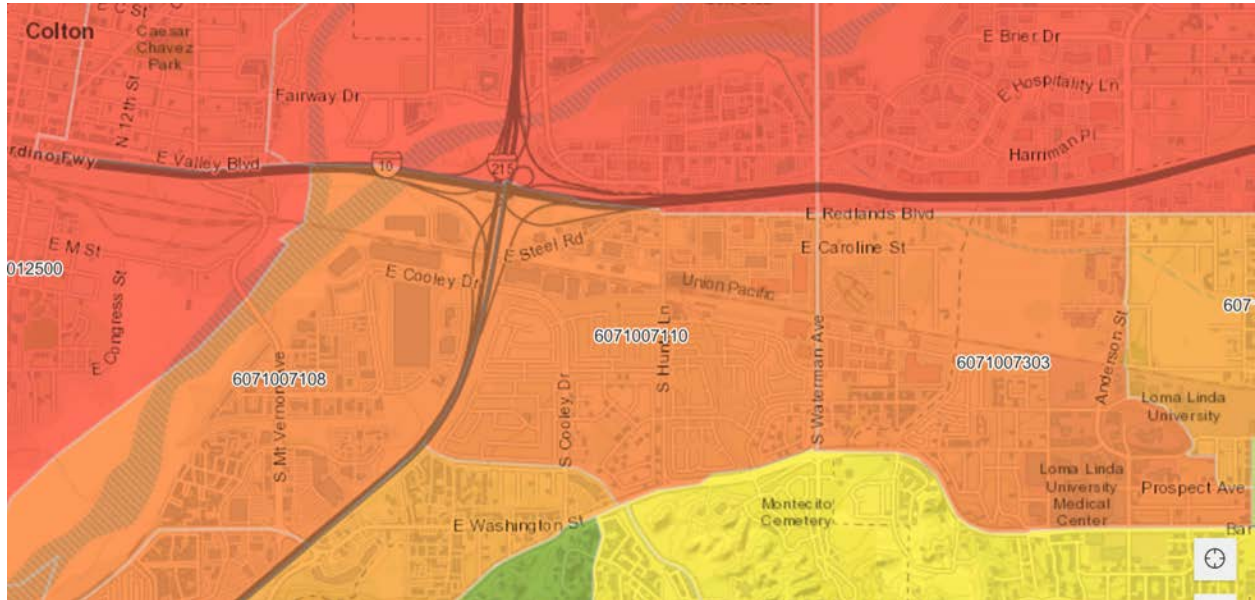 E C St
Colton
Caesar
Chavez
Park
N 12th St
Fairway Dr
E Brier Dr
E Hospitality Ln
Harriman Pl
rdino Fwy
E Valley Blvd
10
215
E Redlands Blvd
E M St
E Steel Rd
E Caroline St
012500
E Cooley Dr
Union Pacific
607
E Congress St
6071007110
S Hunts Ln
S Waterman Ave
Anderson St
6071007303
6071007108
S Mt Vernon Ave
S Cooley Dr
Loma Linda
University
Loma Linda
University
Medical
Center
Prospect Ave
Montecito
Cemetery
E Washington St
Bar